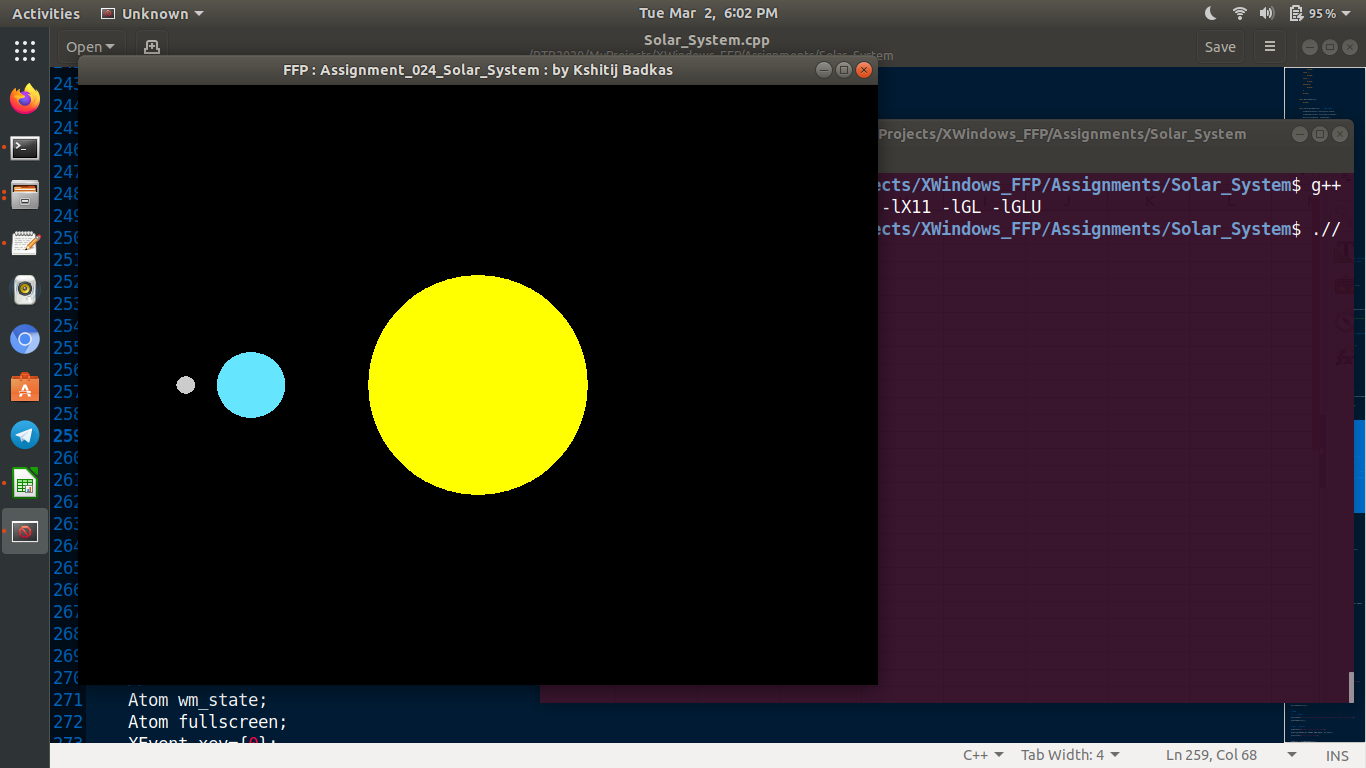 Activities
Unknown
Tue Mar 2, 6:02 PM
95 %
Open
Solar_System.cpp
Save
FFP : Assignment_024_Solar_System : by Kshitij Badkas
243
244
245
246
247
248
249
250
251
252
253
254
255
256
257
258
259
260
261
262
263
264
265
266
267
268
269
270
271 Atom wm_state;
272 Atom fullscreen;
273 XEvent xev={0};
Projects/XWindows_FFP/Assignments/Solar_System
ects/XWindows_FFP/Assignments/Solar_System$ g++
-lX11 -lGL -lGLU
ects/XWindows_FFP/Assignments/Solar_System$ .//
C++
Tab Width: 4
Ln 259, Col 68
INS